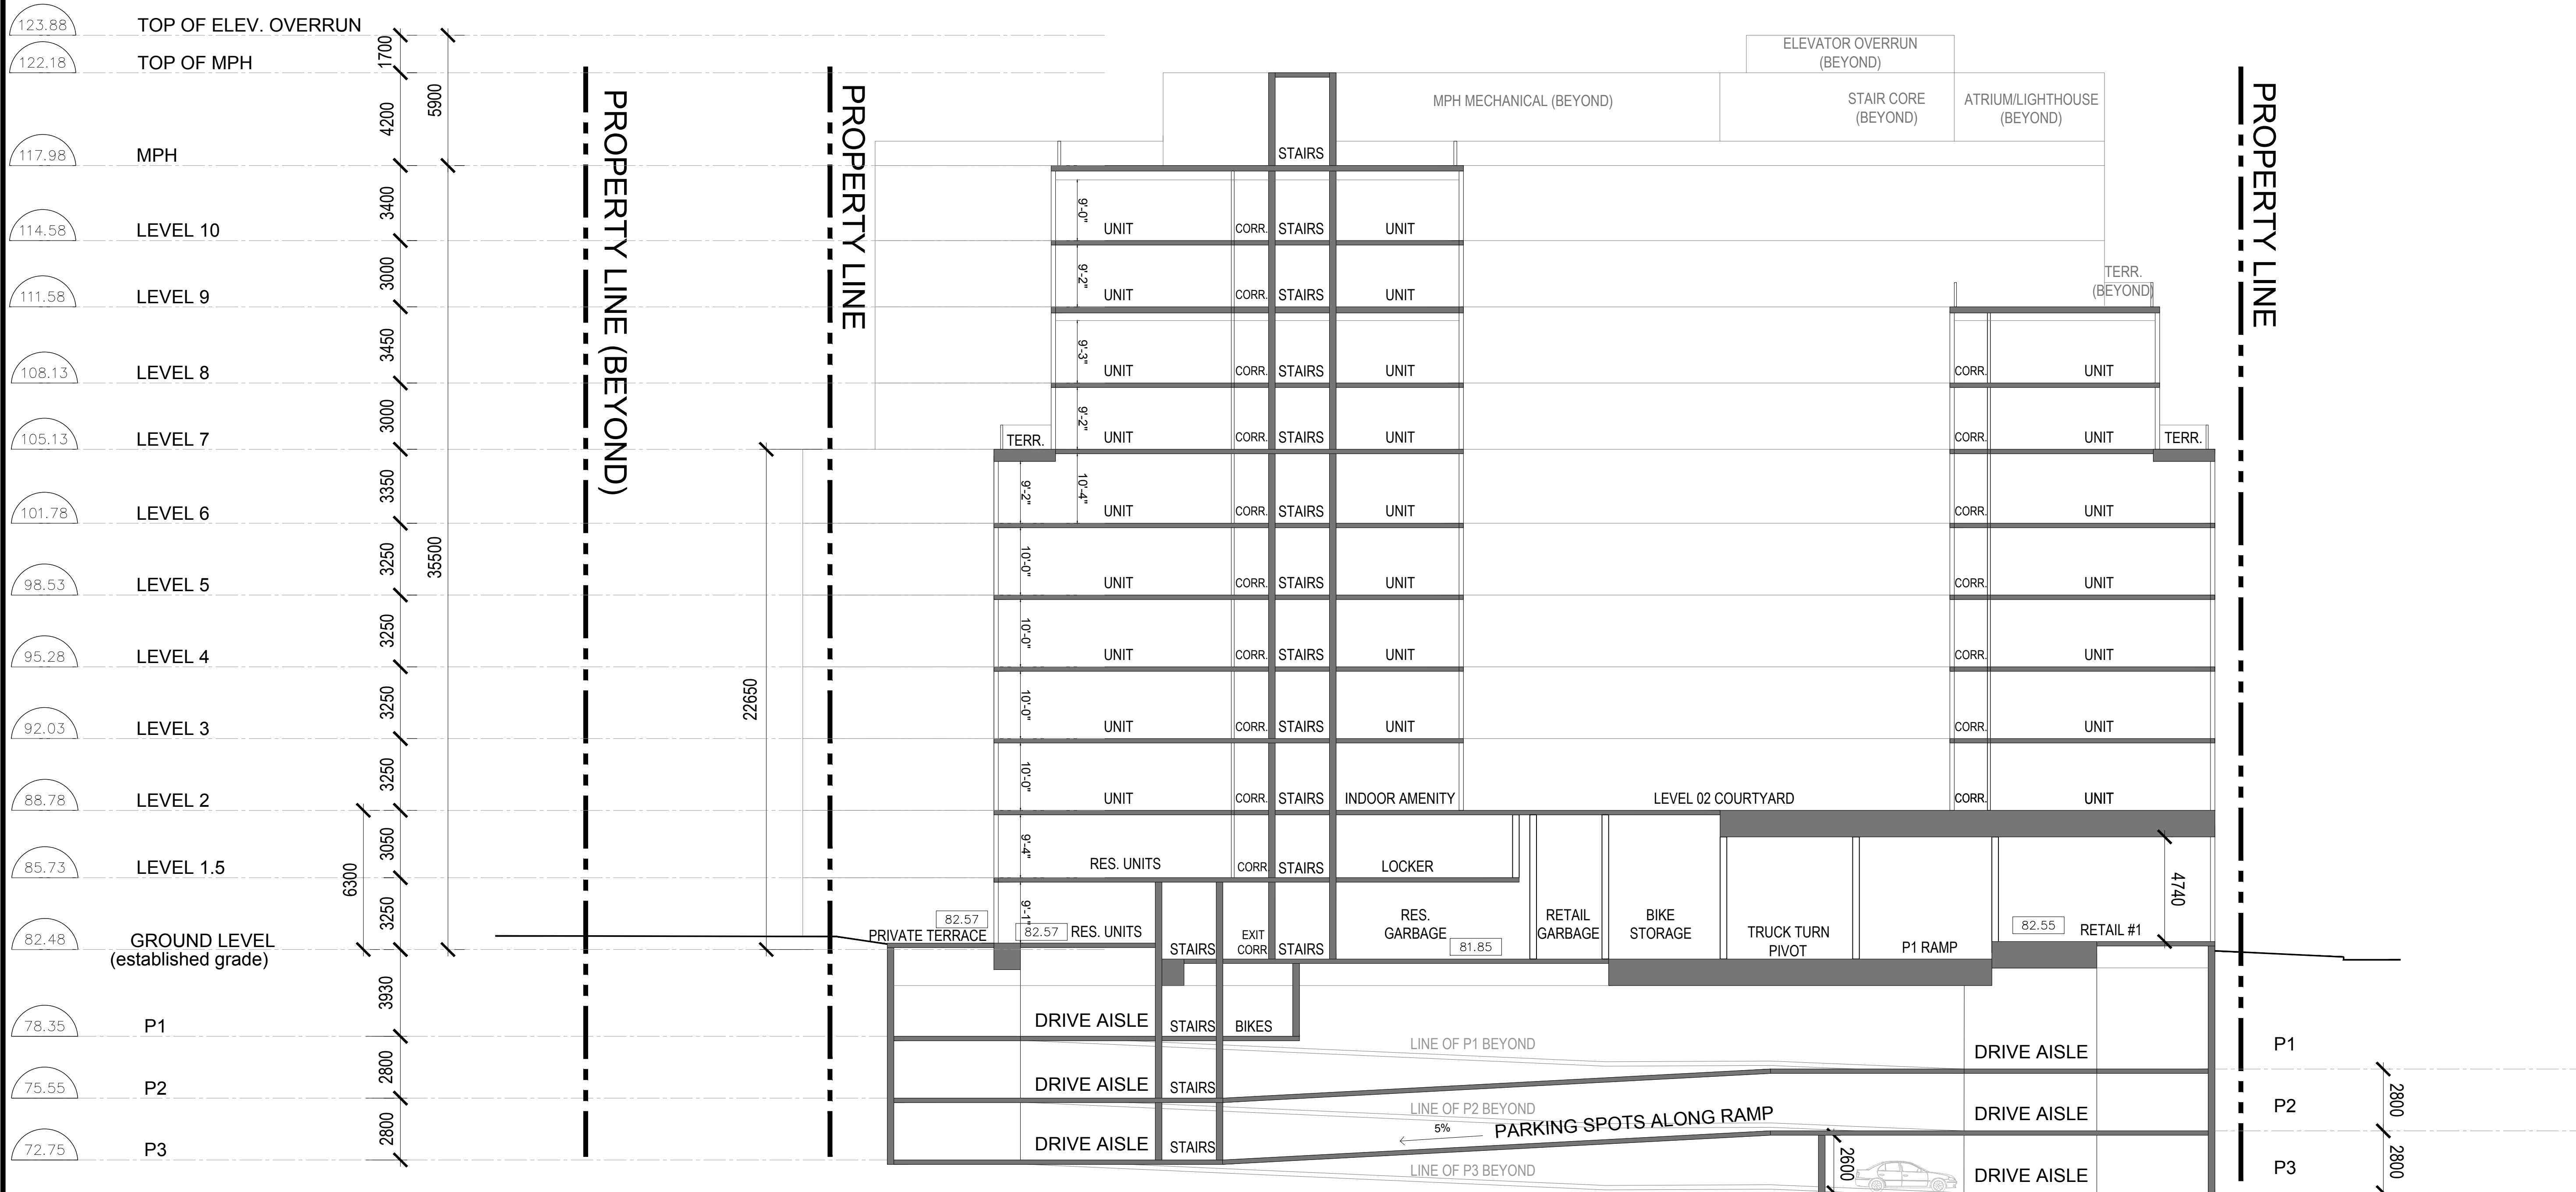 123.88 TOP OF ELEV. OVERRUN
1700
122.18 TOP OF MPH
4200
5900
117.98 MPH
3400
114.58 LEVEL 10
3000
111.58 LEVEL 9
3450
108.13 LEVEL 8
3000
105.13 LEVEL 7
3350
101.78 LEVEL 6
3250
98.53 LEVEL 5
35500
3250
95.28 LEVEL 4
3250
92.03 LEVEL 3
3250
88.78 LEVEL 2
3050
85.73 LEVEL 1.5
6300
3250
82.48 GROUND LEVEL
(established grade)
3930
78.35 P1
2800
75.55 P2
2800
72.75 P3
PROPERTY LINE (BEYOND)
PROPERTY LINE
22650
ELEVATOR OVERRUN
(BEYOND)
MPH MECHANICAL (BEYOND)
STAIR CORE
(BEYOND)
ATRIUM/LIGHTHOUSE
(BEYOND)
STAIRS
9'-0" UNIT CORR. STAIRS UNIT
9'-2" UNIT CORR. STAIRS UNIT
TERR.
(BEYOND)
9'-3" UNIT CORR. STAIRS UNIT CORR. UNIT
TERR. 9'-2" UNIT CORR. STAIRS UNIT CORR. UNIT TERR.
9'-2" 10'-4" UNIT CORR. STAIRS UNIT CORR. UNIT
10'-0" UNIT CORR. STAIRS UNIT CORR. UNIT
10'-0" UNIT CORR. STAIRS UNIT CORR. UNIT
10'-0" UNIT CORR. STAIRS UNIT CORR. UNIT
10'-0" UNIT CORR. STAIRS INDOOR AMENITY LEVEL 02 COURTYARD CORR. UNIT
9'-4" RES. UNITS CORR. STAIRS LOCKER
4740
82.57 PRIVATE TERRACE
9'-1" 82.57 RES. UNITS
STAIRS
EXIT
CORR.
STAIRS
RES.
GARBAGE
81.85
RETAIL
GARBAGE
BIKE
STORAGE
TRUCK TURN
PIVOT
P1 RAMP
82.55 RETAIL #1
DRIVE AISLE STAIRS BIKES
LINE OF P1 BEYOND
DRIVE AISLE
P1
DRIVE AISLE STAIRS
LINE OF P2 BEYOND
5% PARKING SPOTS ALONG RAMP
DRIVE AISLE
P2
2800
DRIVE AISLE STAIRS
LINE OF P3 BEYOND
2600
DRIVE AISLE
P3
2800
PROPERTY LINE